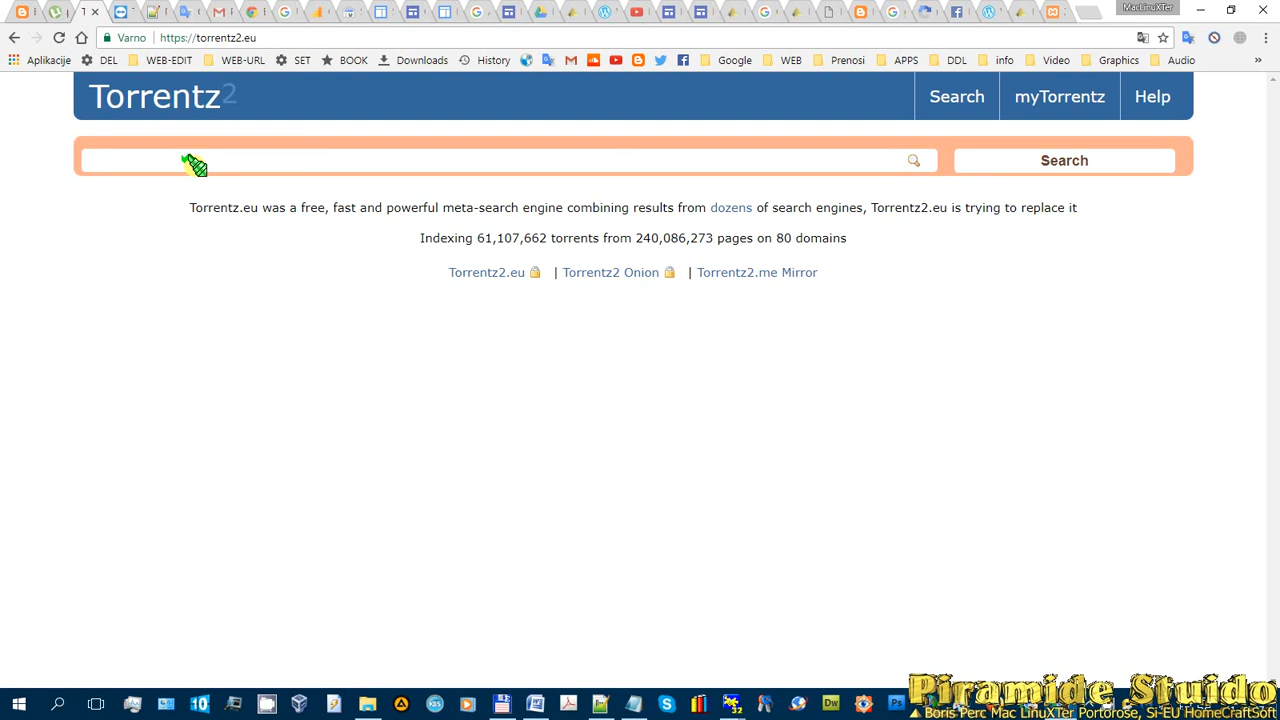 MacLinuXTer
Varno https://torrentz2.eu
Aplikacije DEL WEB-EDIT WEB-URL SET BOOK Downloads History Google WEB Prenosi APPS DDL info Video Graphics Audio »
Torrentz2 Search myTorrentz Help
Search
Torrentz.eu was a free, fast and powerful meta-search engine combining results from dozens of search engines, Torrentz2.eu is trying to replace it
Indexing 61,107,662 torrents from 240,086,273 pages on 80 domains
Torrentz2.eu | Torrentz2 Onion | Torrentz2.me Mirror
Piramide Stuido
Boris Perc Mac LinuXTer Portorose, Si-EU HomeCraftSoft